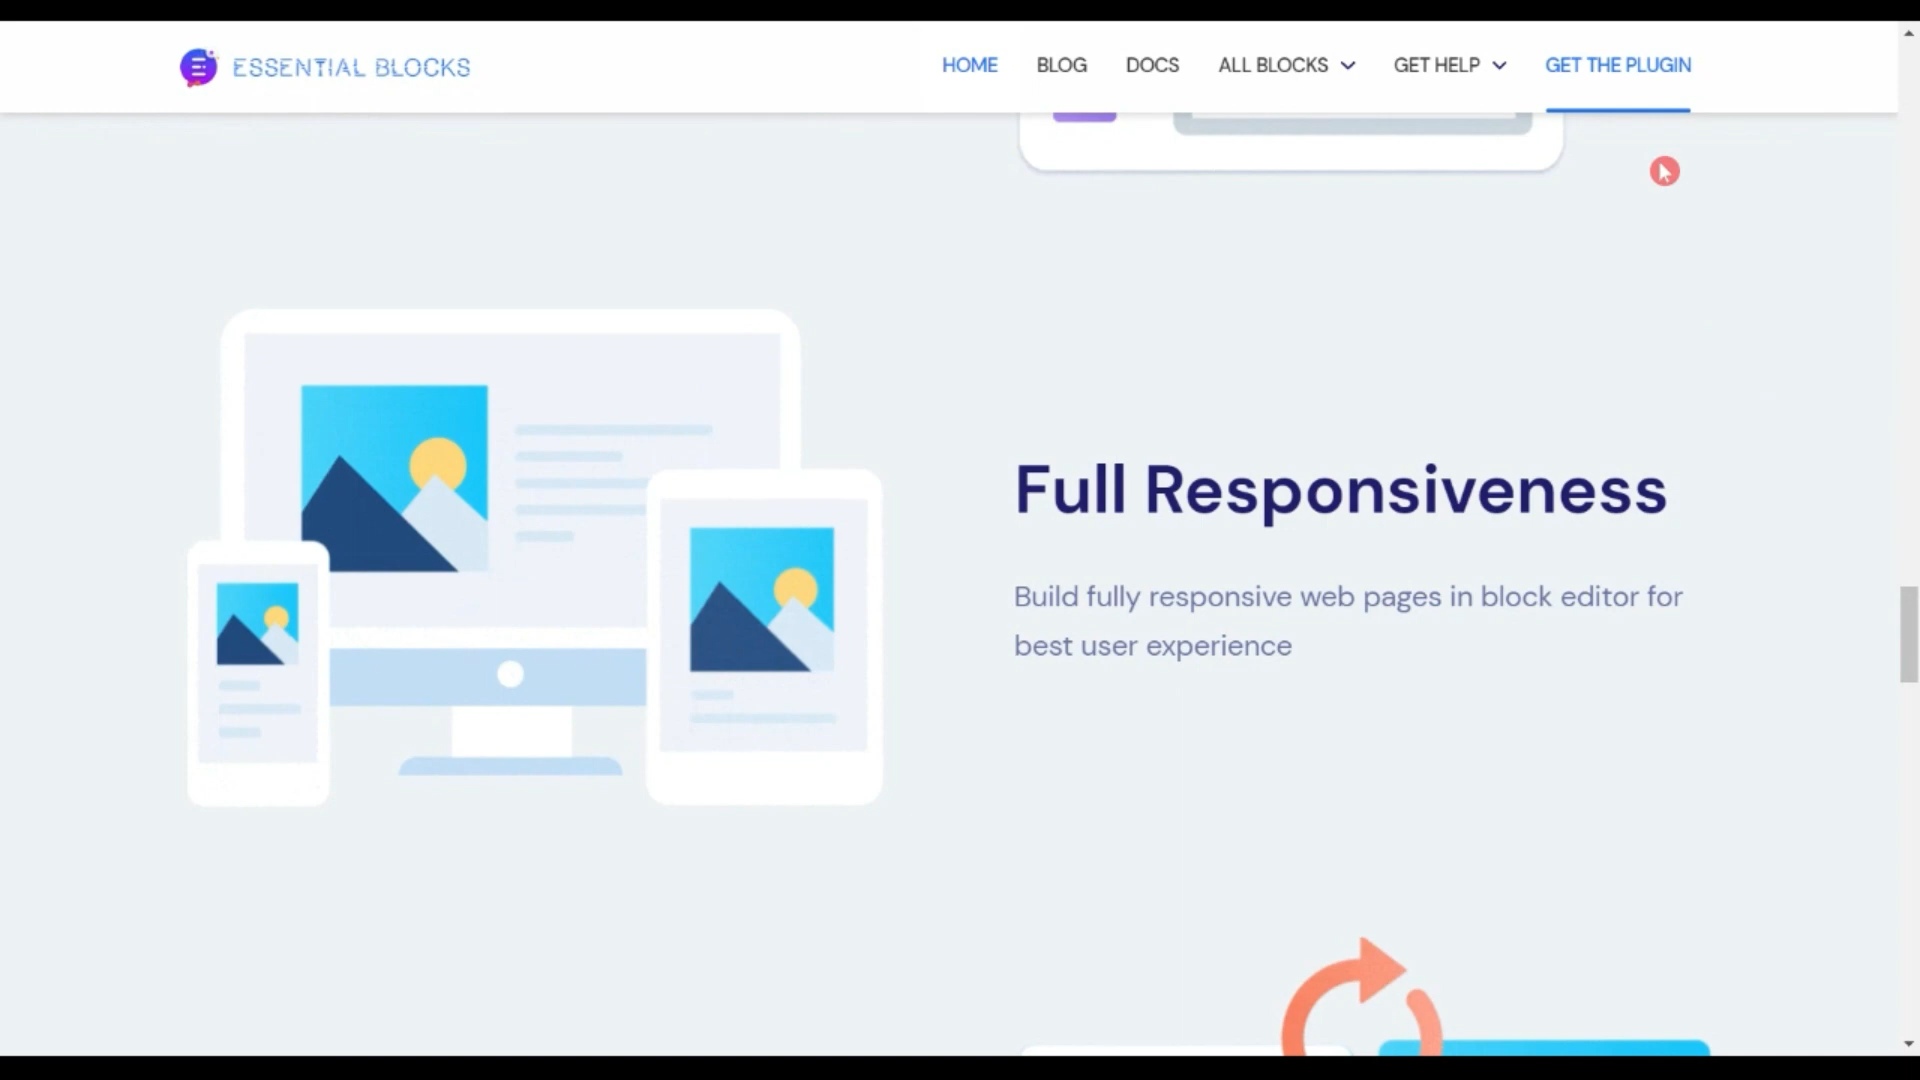 ESSENTIAL BLOCKS
HOME BLOG DOCS ALL BLOCKS GET HELP GET THE PLUGIN
Full Responsiveness
Build fully responsive web pages in block editor for
best user experience